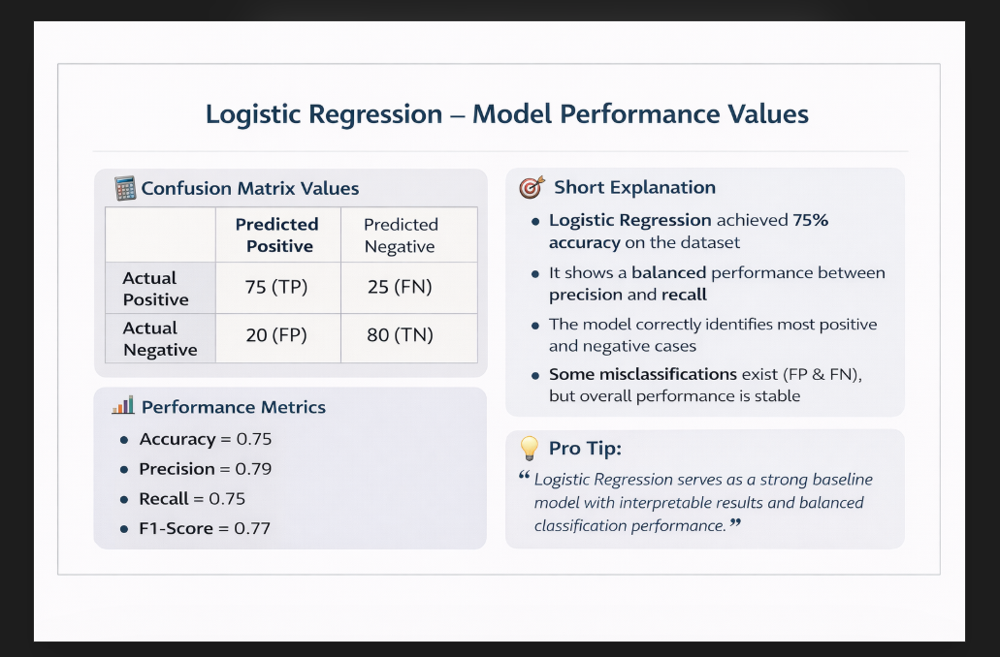 Logistic Regression – Model Performance Values
Confusion Matrix Values
Predicted Positive
Predicted Negative
Actual Positive
75 (TP)
25 (FN)
Actual Negative
20 (FP)
80 (TN)
Performance Metrics
• Accuracy = 0.75
• Precision = 0.79
• Recall = 0.75
• F1-Score = 0.77
Short Explanation
• Logistic Regression achieved 75%
accuracy on the dataset
• It shows a balanced performance between
precision and recall
• The model correctly identifies most positive
and negative cases
• Some misclassifications exist (FP & FN),
but overall performance is stable
Pro Tip:
“ Logistic Regression serves as a strong baseline
model with interpretable results and balanced
classification performance. ”